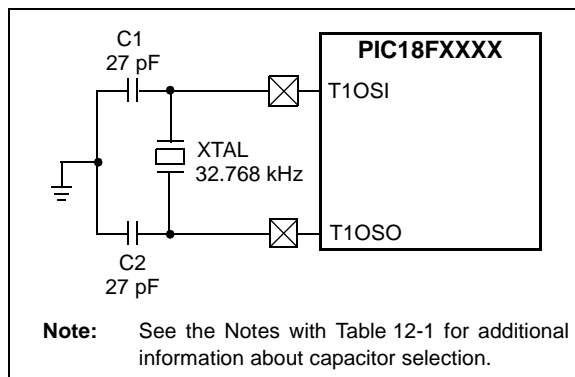 C1
27 pF
PIC18FXXXX
T1OSI
XTAL
32.768 kHz
T1OSO
C2
27 pF
Note: See the Notes with Table 12-1 for additional
information about capacitor selection.